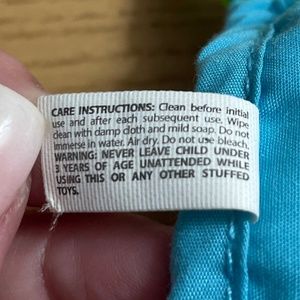 CARE INSTRUCTIONS: Clean before initial
use and after each subsequent use. Wipe
clean with damp cloth and mild soap. Do not
immerse in water. Air dry. Do not use bleach.
WARNING: NEVER LEAVE CHILD UNDER
3 YEARS OF AGE UNATTENDED WHILE
USING THIS OR ANY OTHER STUFFED
TOYS.